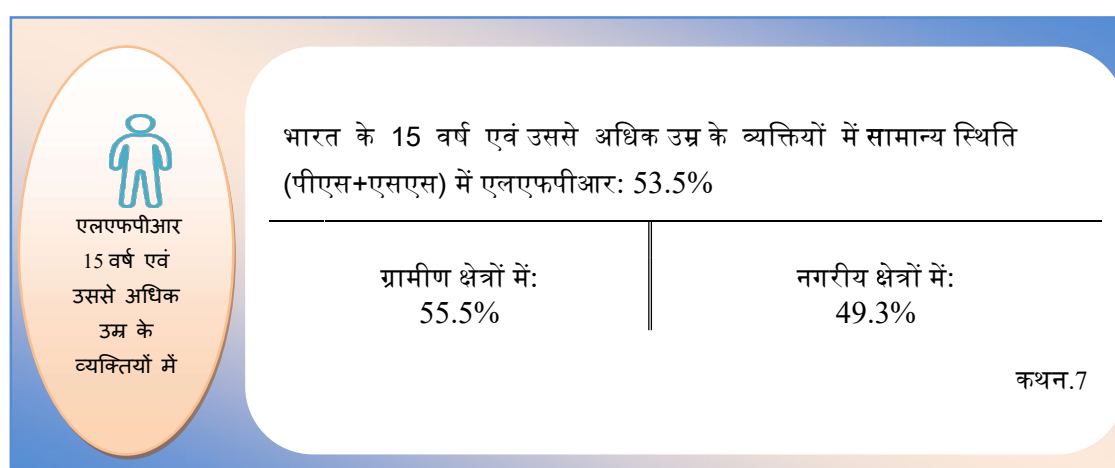 एलएफपीआर
15 वर्ष एवं
उससे अधिक
उम्र के
व्यक्तियों में
भारत के 15 वर्ष एवं उससे अधिक उम्र के व्यक्तियों में सामान्य स्थिति
(पीएस+एसएस) में एलएफपीआर: 53.5%
ग्रामीण क्षेत्रों में:
55.5%
नगरीय क्षेत्रों में:
49.3%
कथन.7